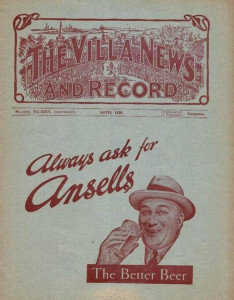 THE VILLA NEWS
AND RECORD
Always ask for
Ansells
The Better Beer